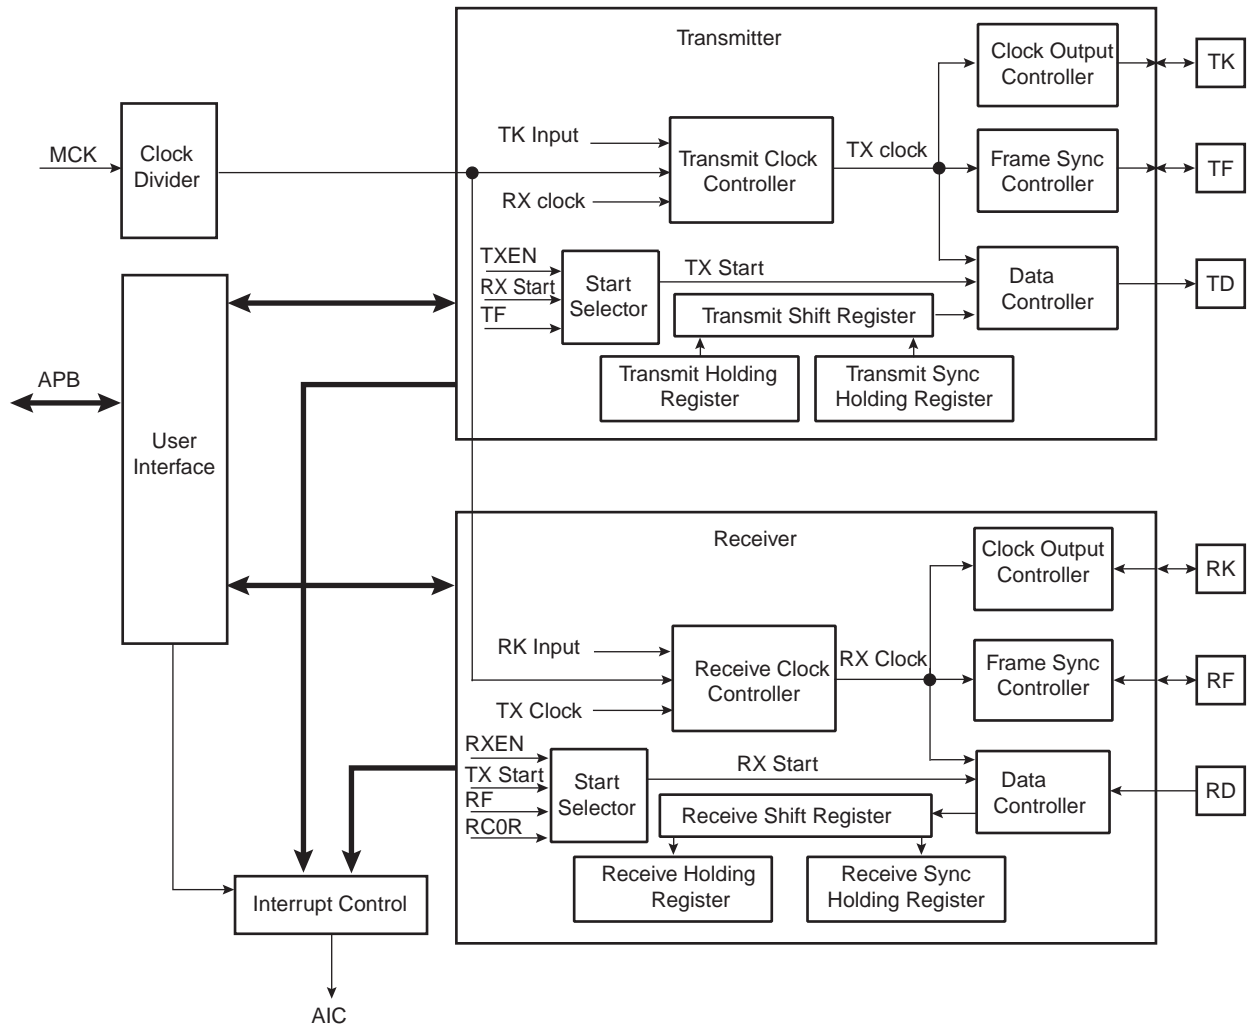 Transmitter
Clock Output
Controller
TK
TK Input
MCK
Clock
Divider
Transmit Clock
Controller
TX clock
Frame Sync
Controller
TF
RX clock
TXEN
RX Start
TF
Start
Selector
TX Start
Data
Controller
TD
Transmit Shift Register
Transmit Holding
Register
Transmit Sync
Holding Register
APB
User
Interface
Receiver
Clock Output
Controller
RK
RK Input
Receive Clock
Controller
RX Clock
Frame Sync
Controller
RF
TX Clock
RXEN
TX Start
RF
RC0R
Start
Selector
RX Start
Data
Controller
RD
Receive Shift Register
Receive Holding
Register
Receive Sync
Holding Register
Interrupt Control
AIC